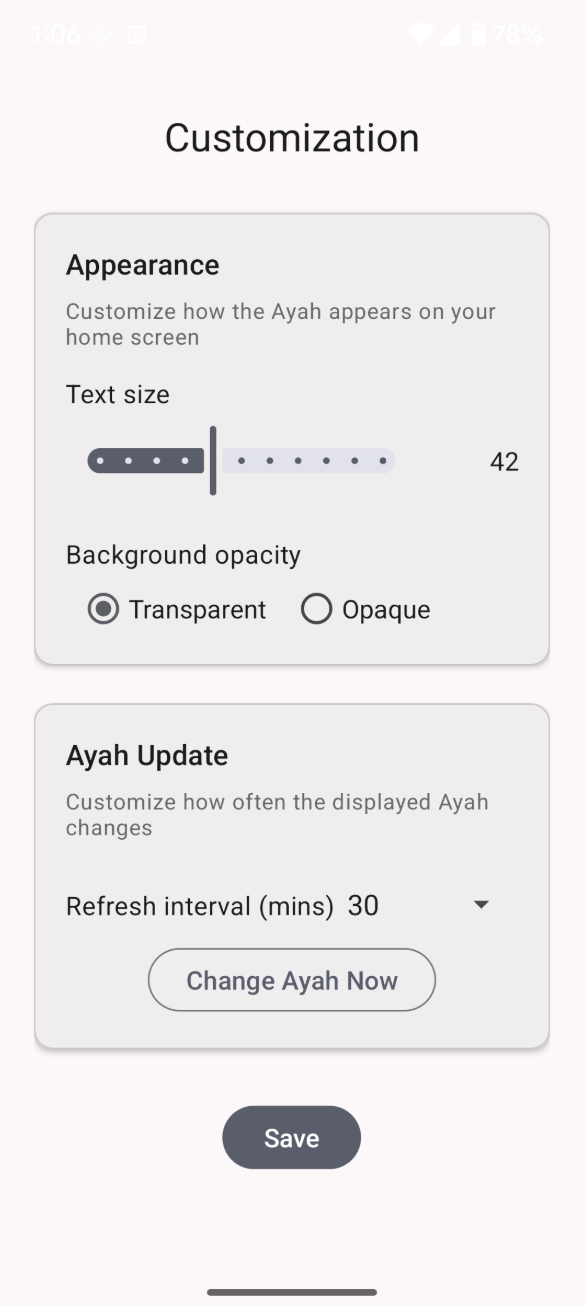 1:06 78%
Customization
Appearance
Customize how the Ayah appears on your
home screen
Text size
42
Background opacity
Transparent Opaque
Ayah Update
Customize how often the displayed Ayah
changes
Refresh interval (mins) 30
Change Ayah Now
Save